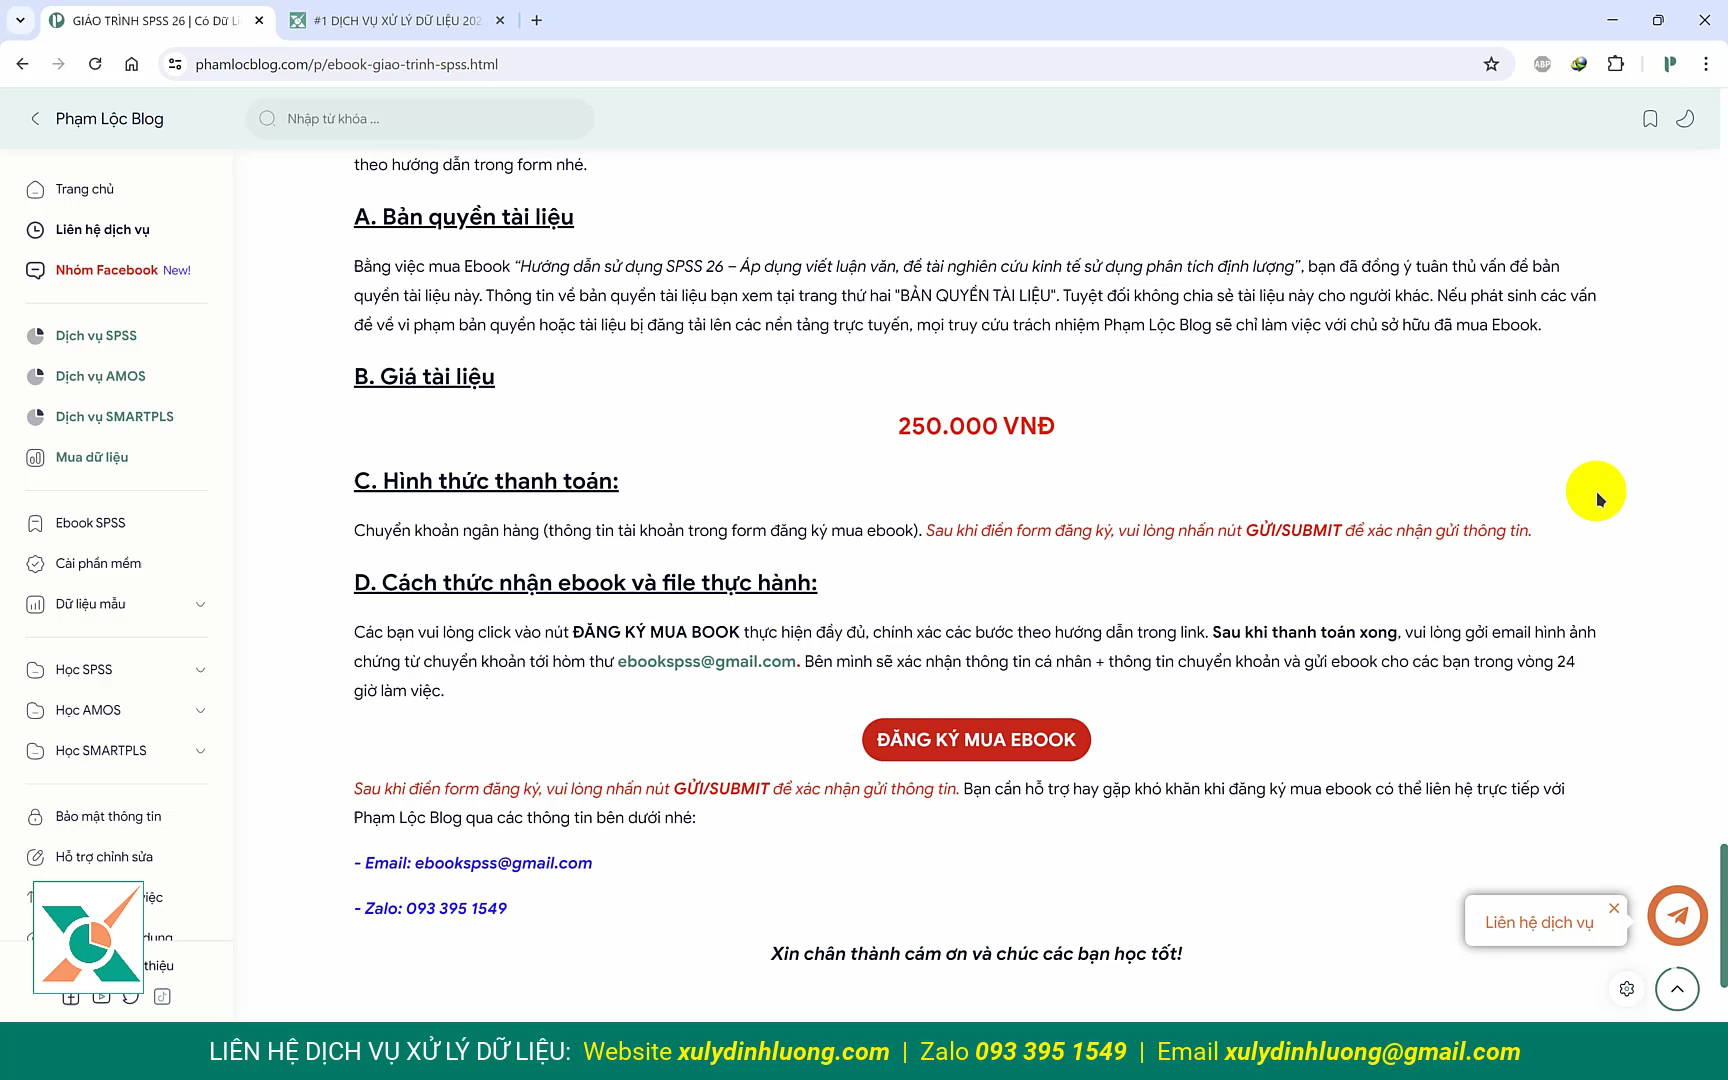 GIÁO TRÌNH SPSS 26 | Có Dữ Li
#1 DỊCH VỤ XỬ LÝ DỮ LIỆU 202
phamlocblog.com/p/ebook-giao-trinh-spss.html
ABP
Phạm Lộc Blog
Nhập từ khóa ...
Trang chủ
Liên hệ dịch vụ
Nhóm Facebook New!
Dịch vụ SPSS
Dịch vụ AMOS
Dịch vụ SMARTPLS
Mua dữ liệu
Ebook SPSS
Cài phần mềm
Dữ liệu mẫu
Học SPSS
Học AMOS
Học SMARTPLS
Bảo mật thông tin
Hỗ trợ chỉnh sửa
việc
dụng
thiệu
theo hướng dẫn trong form nhé.
A. Bản quyền tài liệu
Bằng việc mua Ebook “Hướng dẫn sử dụng SPSS 26 – Áp dụng viết luận văn, đề tài nghiên cứu kinh tế sử dụng phân tích định lượng”, bạn đã đồng ý tuân thủ vấn đề bản
quyền tài liệu này. Thông tin về bản quyền tài liệu bạn xem tại trang thứ hai "BẢN QUYỀN TÀI LIỆU". Tuyệt đối không chia sẻ tài liệu này cho người khác. Nếu phát sinh các vấn
đề về vi phạm bản quyền hoặc tài liệu bị đăng tải lên các nền tảng trực tuyến, mọi truy cứu trách nhiệm Phạm Lộc Blog sẽ chỉ làm việc với chủ sở hữu đã mua Ebook.
B. Giá tài liệu
250.000 VNĐ
C. Hình thức thanh toán:
Chuyển khoản ngân hàng (thông tin tài khoản trong form đăng ký mua ebook). Sau khi điền form đăng ký, vui lòng nhấn nút GỬI/SUBMIT để xác nhận gửi thông tin.
D. Cách thức nhận ebook và file thực hành:
Các bạn vui lòng click vào nút ĐĂNG KÝ MUA BOOK thực hiện đầy đủ, chính xác các bước theo hướng dẫn trong link. Sau khi thanh toán xong, vui lòng gởi email hình ảnh
chứng từ chuyển khoản tới hòm thư ebookspss@gmail.com. Bên mình sẽ xác nhận thông tin cá nhân + thông tin chuyển khoản và gửi ebook cho các bạn trong vòng 24
giờ làm việc.
ĐĂNG KÝ MUA EBOOK
Sau khi điền form đăng ký, vui lòng nhấn nút GỬI/SUBMIT để xác nhận gửi thông tin. Bạn cần hỗ trợ hay gặp khó khăn khi đăng ký mua ebook có thể liên hệ trực tiếp với
Phạm Lộc Blog qua các thông tin bên dưới nhé:
- Email: ebookspss@gmail.com
- Zalo: 093 395 1549
Xin chân thành cám ơn và chúc các bạn học tốt!
Liên hệ dịch vụ
LIÊN HỆ DỊCH VỤ XỬ LÝ DỮ LIỆU: Website xulydinhluong.com | Zalo 093 395 1549 | Email xulydinhluong@gmail.com